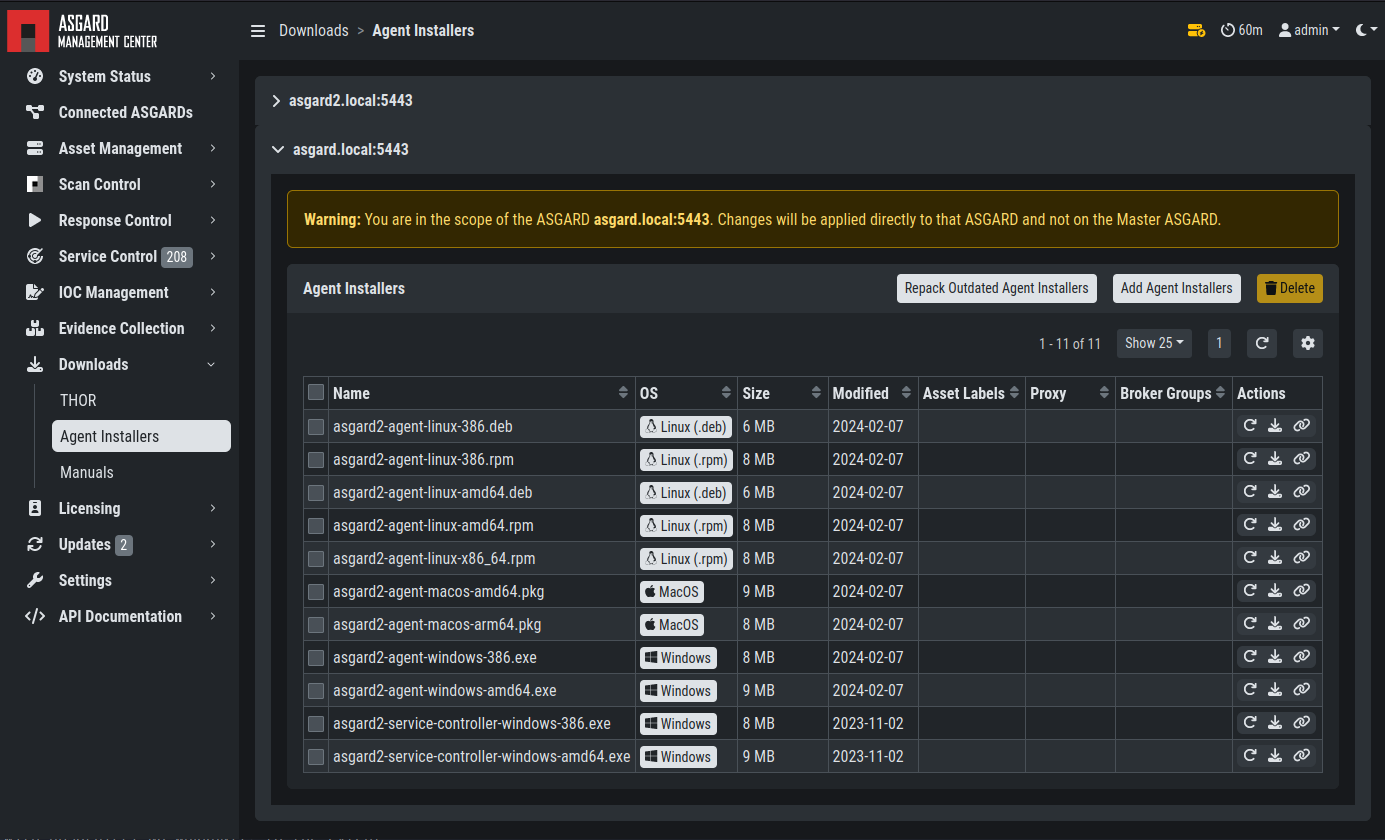 ASGARD
MANAGEMENT CENTER
Downloads > Agent Installers
60m
admin
System Status
Connected ASGARDs
Asset Management
Scan Control
Response Control
Service Control 208
IOC Management
Evidence Collection
Downloads
THOR
Agent Installers
Manuals
Licensing
Updates 2
Settings
API Documentation
asgard2.local:5443
asgard.local:5443
Warning: You are in the scope of the ASGARD asgard.local:5443. Changes will be applied directly to that ASGARD and not on the Master ASGARD.
Agent Installers Repack Outdated Agent Installers Add Agent Installers Delete
1 - 11 of 11 Show 25 1
Name OS Size Modified Asset Labels Proxy Broker Groups Actions
asgard2-agent-linux-386.deb Linux (.deb) 6 MB 2024-02-07
asgard2-agent-linux-386.rpm Linux (.rpm) 8 MB 2024-02-07
asgard2-agent-linux-amd64.deb Linux (.deb) 6 MB 2024-02-07
asgard2-agent-linux-amd64.rpm Linux (.rpm) 8 MB 2024-02-07
asgard2-agent-linux-x86_64.rpm Linux (.rpm) 8 MB 2024-02-07
asgard2-agent-macos-amd64.pkg MacOS 9 MB 2024-02-07
asgard2-agent-macos-arm64.pkg MacOS 8 MB 2024-02-07
asgard2-agent-windows-386.exe Windows 8 MB 2024-02-07
asgard2-agent-windows-amd64.exe Windows 9 MB 2024-02-07
asgard2-service-controller-windows-386.exe Windows 8 MB 2023-11-02
asgard2-service-controller-windows-amd64.exe Windows 9 MB 2023-11-02